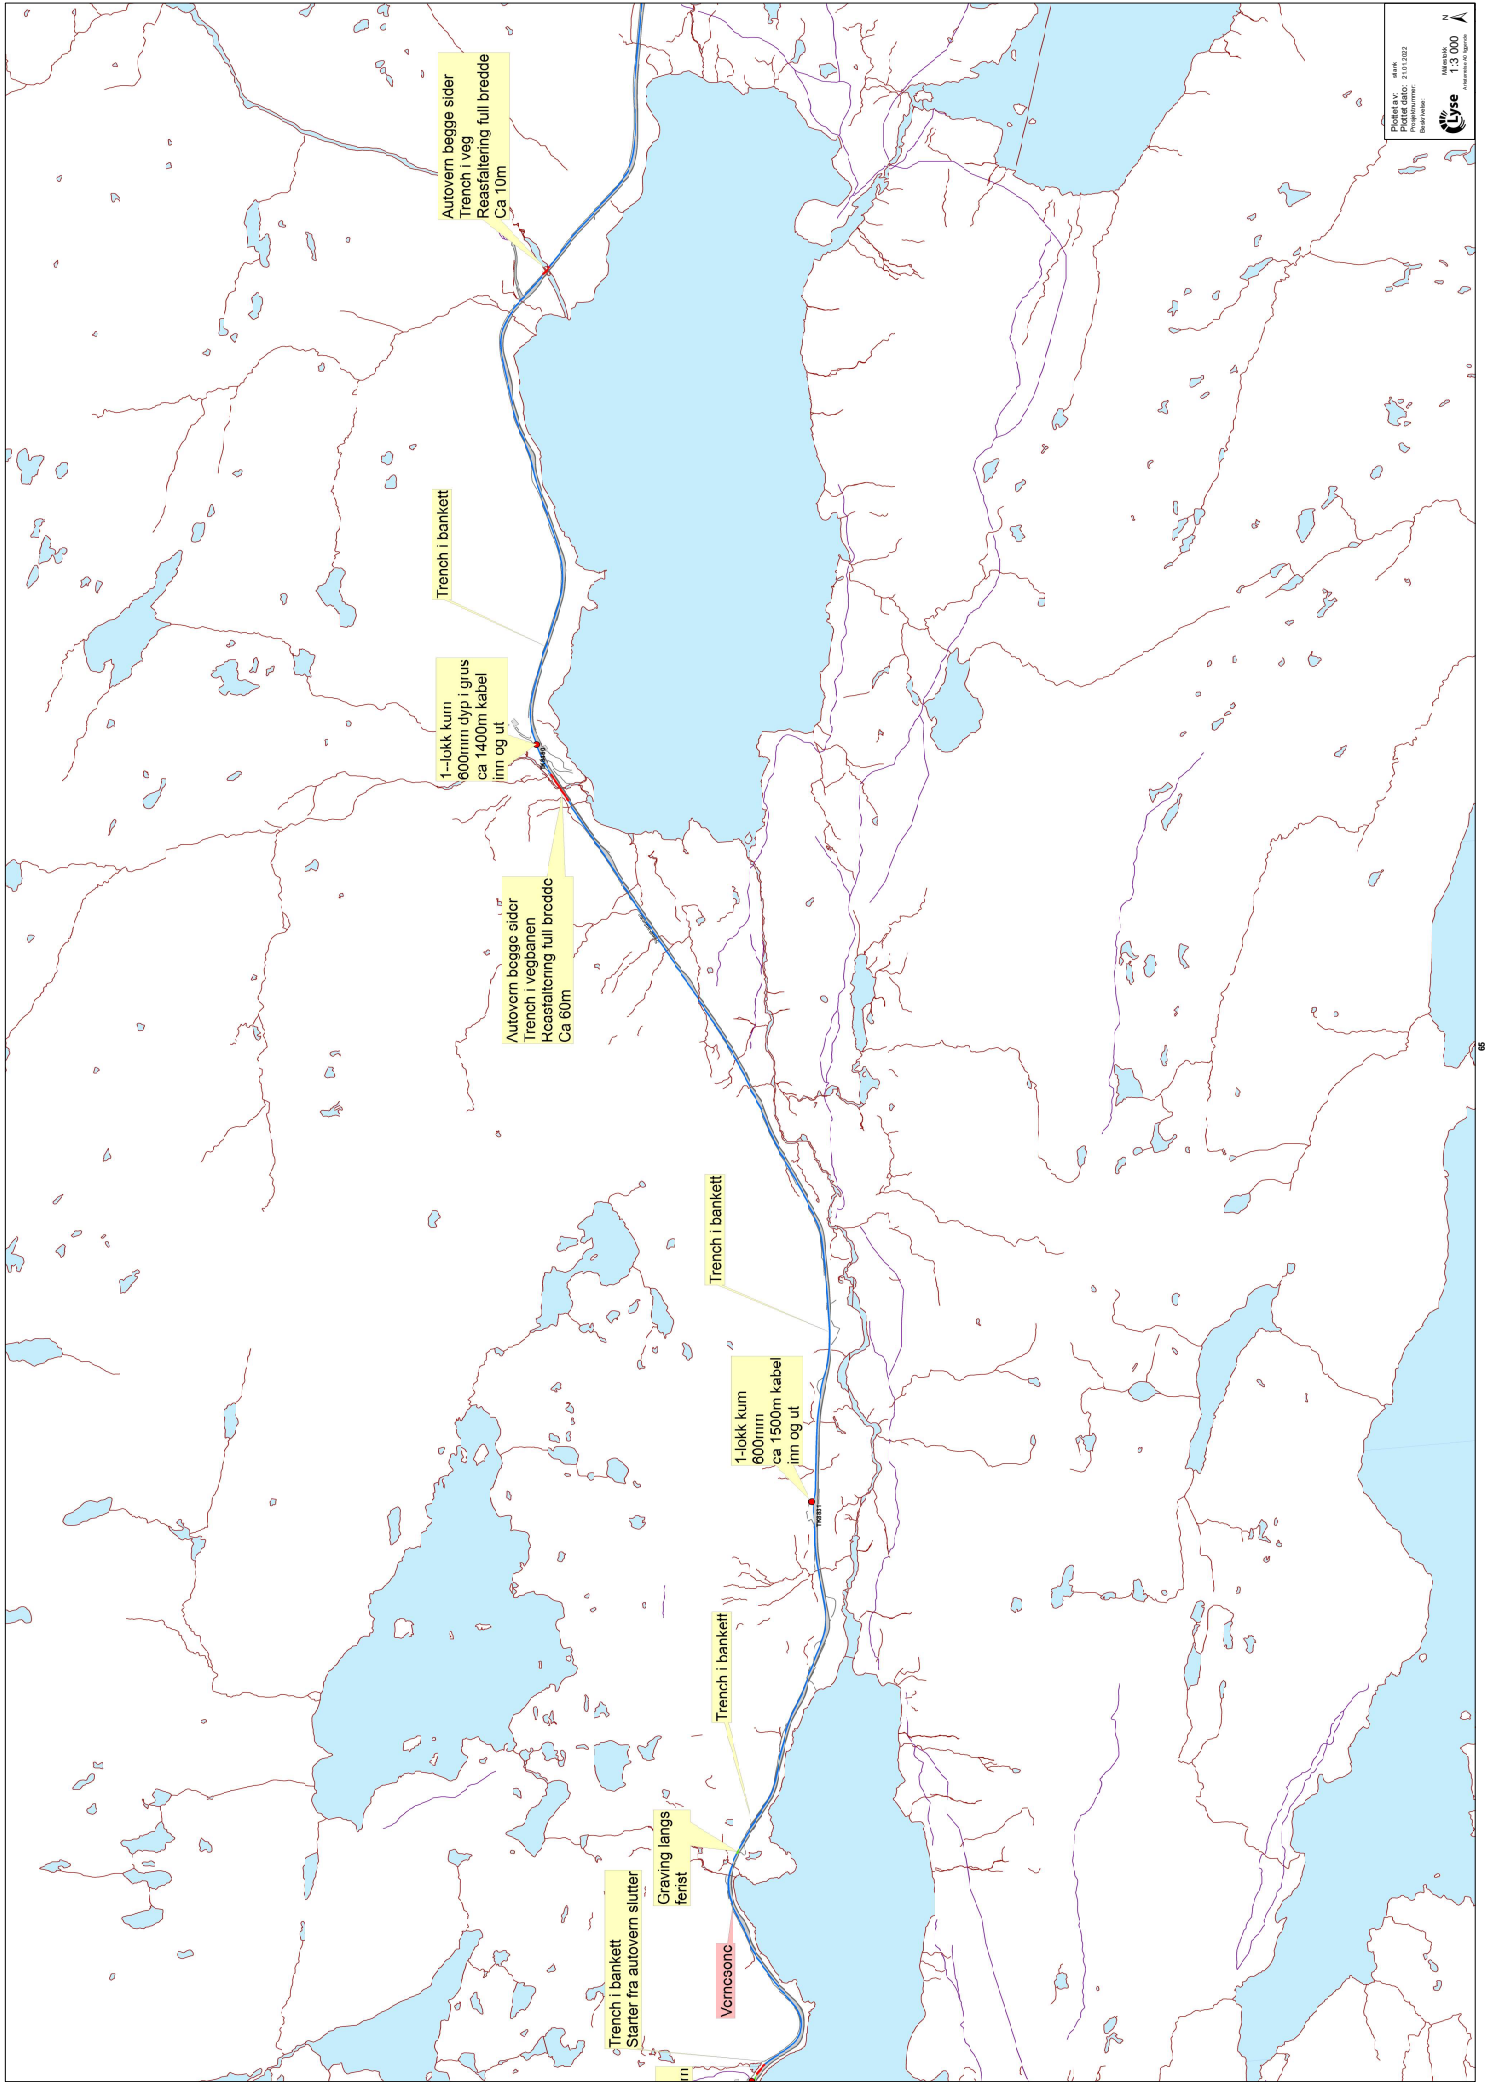 Autovern begge sider
Trench i veg
Reasfaltering full bredde
Ca 10m
Trench i bankett
1-lokk kum
600mm dyp i grus
ca 1400m kabel
inn og ut
Autovern begge sider
Trench i vegbanen
Reasfaltering full bredde
Ca 60m
Trench i bankett
1-lokk kum
600mm
ca 1500m kabel
inn og ut
Trench i bankett
Graving langs
ferist
Trench i bankett
Starter fra autovern slutter
Vernesone
Plottet av:
Plottet dato: 21.01.2022
Prosjektnummer:
Beskrivelse:
Lyse
Målestokk
1:3 000
N
65